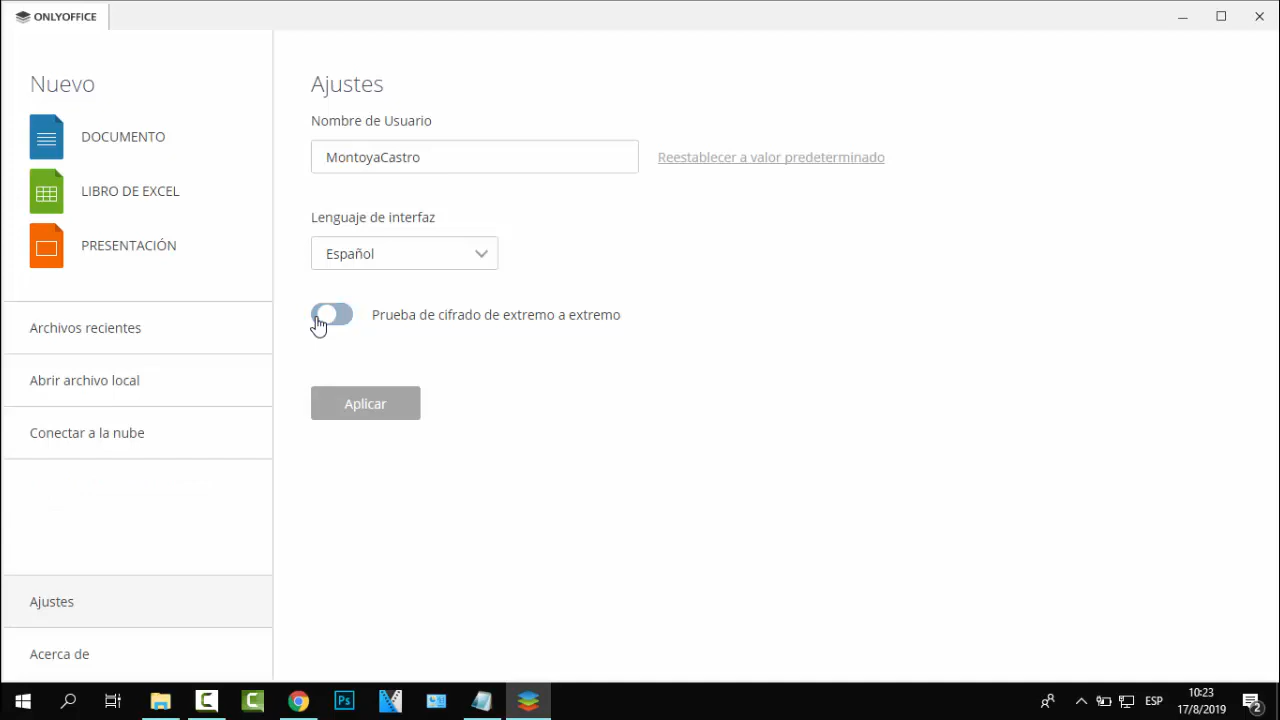 ONLYOFFICE
Nuevo
DOCUMENTO
LIBRO DE EXCEL
PRESENTACIÓN
Archivos recientes
Abrir archivo local
Conectar a la nube
Ajustes
Acerca de
Ajustes
Nombre de Usuario
MontoyaCastro
Reestablecer a valor predeterminado
Lenguaje de interfaz
Español
Prueba de cifrado de extremo a extremo
Aplicar
C
C
Ps
ESP
10:23
17/8/2019
2